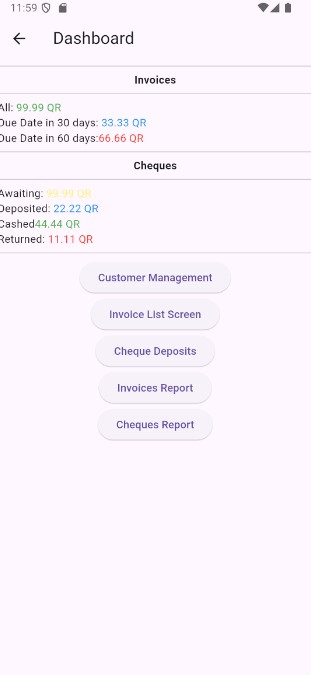 11:59
Dashboard
Invoices
All: 99.99 QR
Due Date in 30 days: 33.33 QR
Due Date in 60 days:66.66 QR
Cheques
Awaiting: 99.99 QR
Deposited: 22.22 QR
Cashed44.44 QR
Returned: 11.11 QR
Customer Management
Invoice List Screen
Cheque Deposits
Invoices Report
Cheques Report